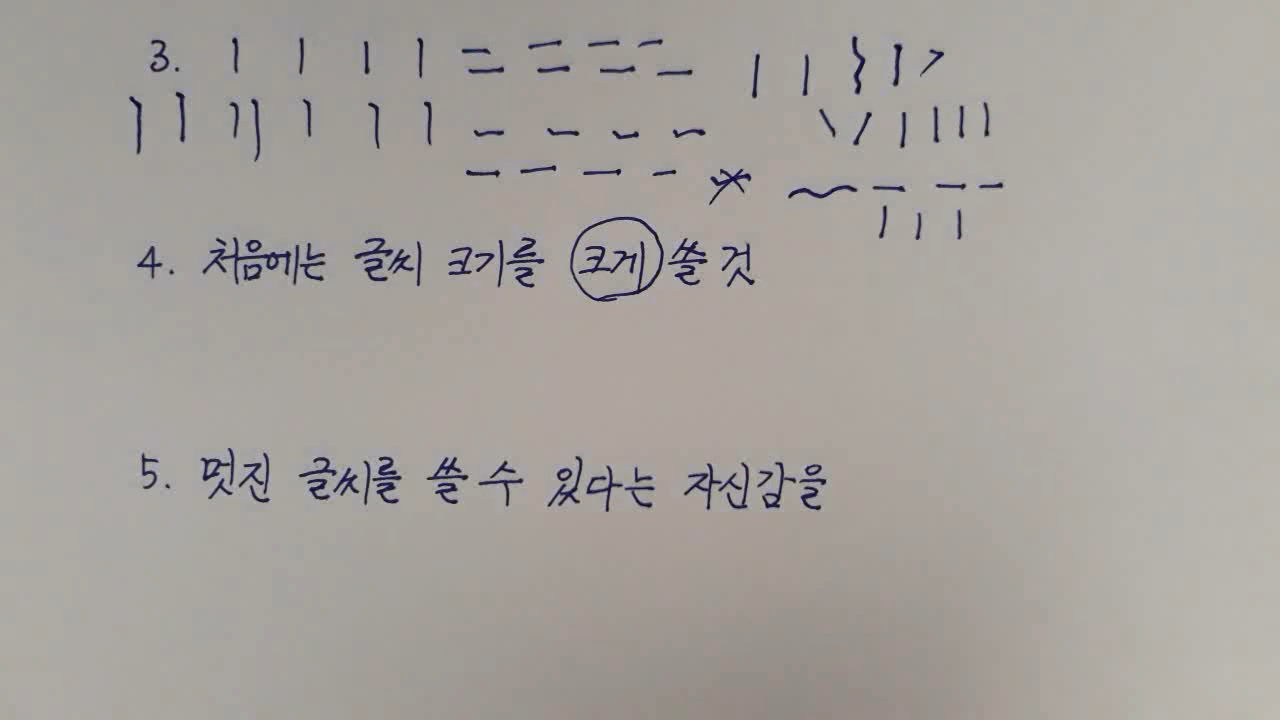 3.
4. 처음에는 글씨 크기를 크게 쓸 것
5. 멋진 글씨를 쓸 수 있다는 자신감을